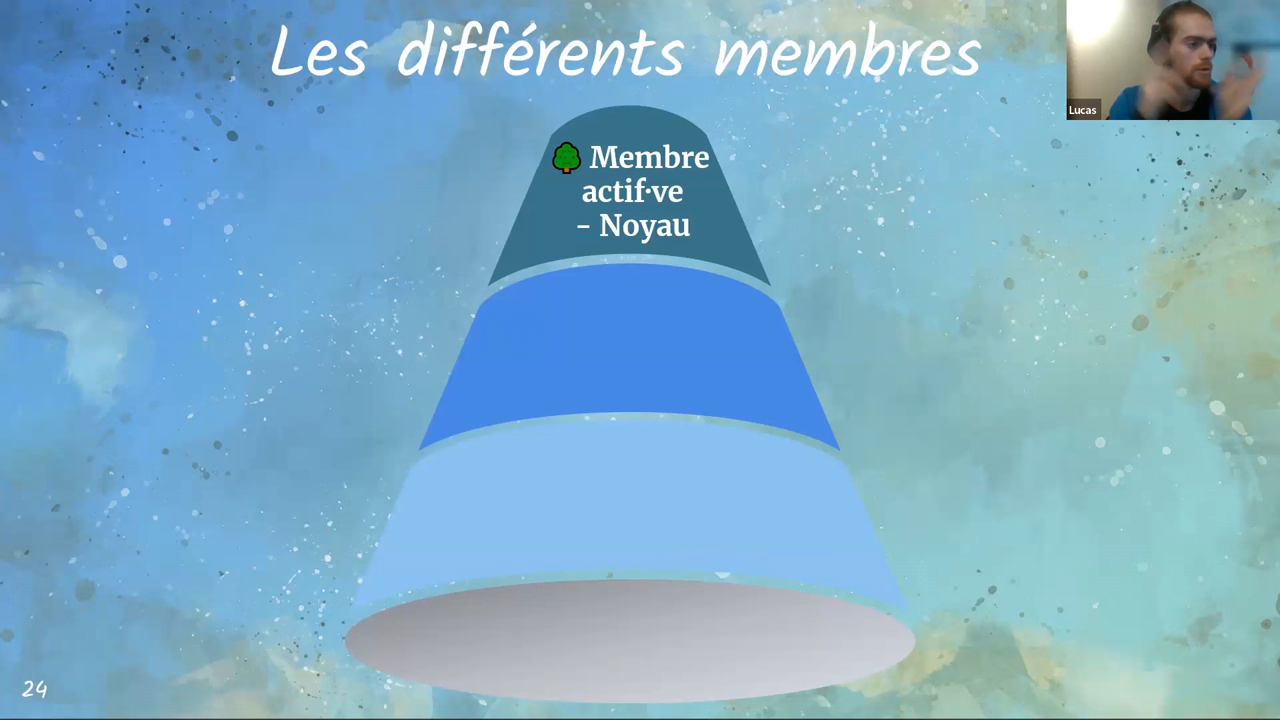 Les différents membres
Lucas
🌳 Membre
actif·ve
- Noyau
24